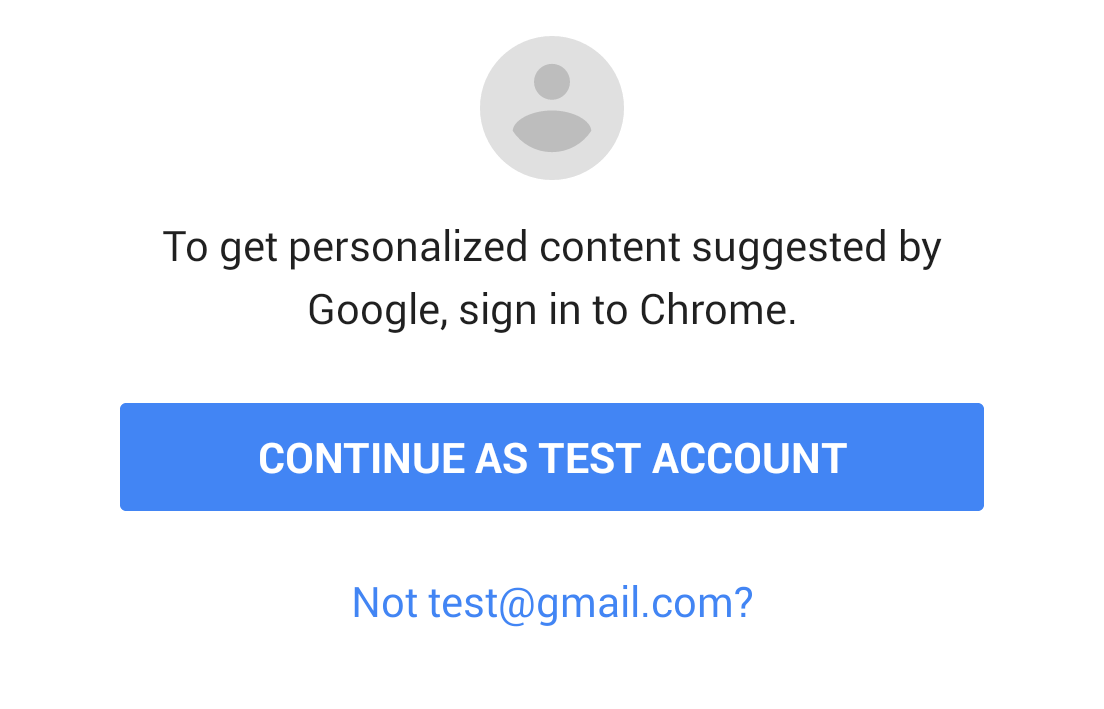 To get personalized content suggested by
Google, sign in to Chrome.
CONTINUE AS TEST ACCOUNT
Not test@gmail.com?